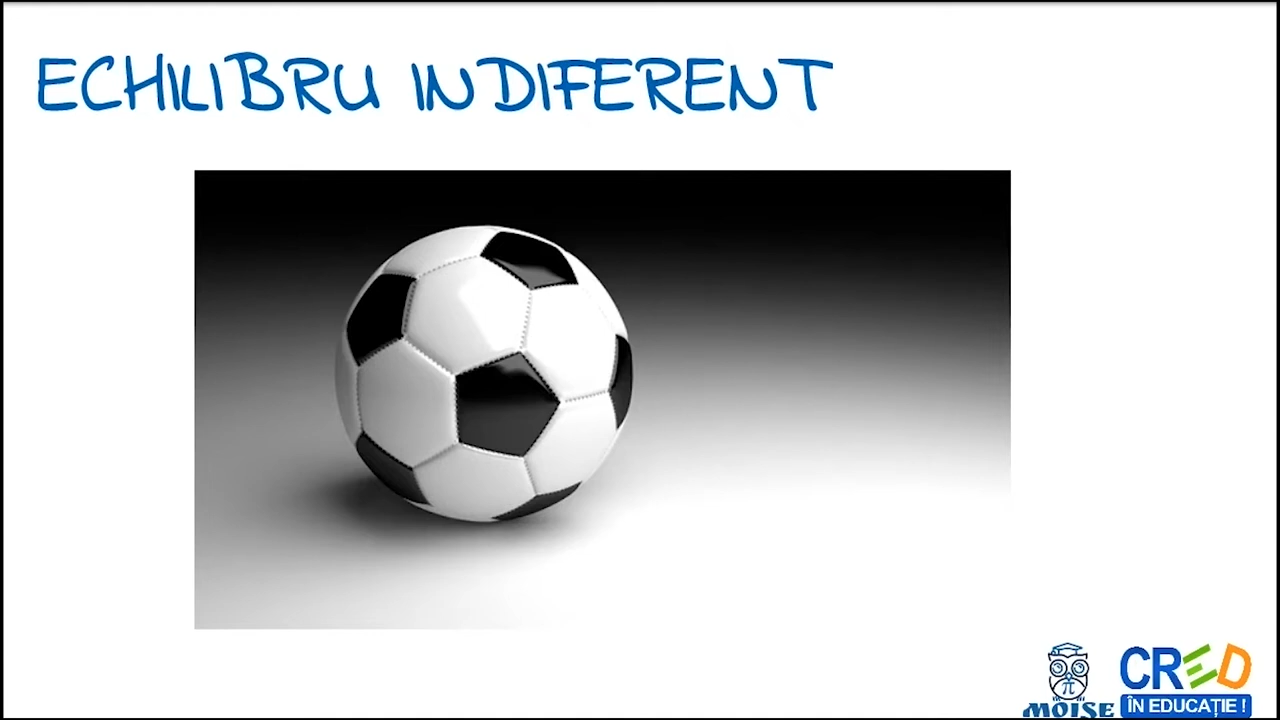 ECHILIBRU INDIFERENT
π
MOISE
CRED
ÎN EDUCAȚIE !